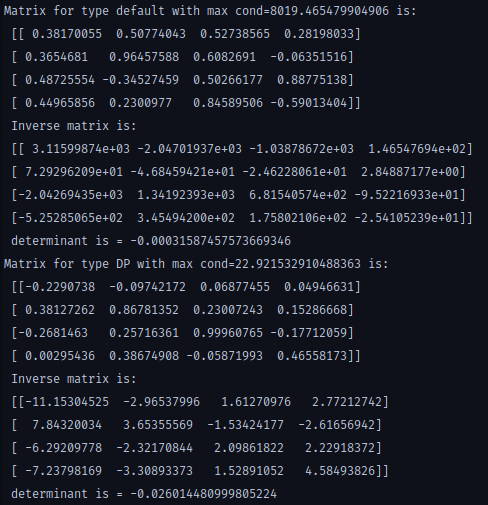 Matrix for type default with max cond=8019.465479904906 is:
[[ 0.38170055  0.50774043  0.52738565  0.28198033]
[ 0.3654681   0.96457588  0.6082691  -0.06351516]
[ 0.48725554 -0.34527459  0.50266177  0.88775138]
[ 0.44965856  0.2300977   0.84589506 -0.59013404]]
Inverse matrix is:
[[ 3.11599874e+03 -2.04701937e+03 -1.03878672e+03  1.46547694e+02]
[ 7.29296209e+01 -4.68459421e+01 -2.46228061e+01  2.84887177e+00]
[-2.04269435e+03  1.34192393e+03  6.81540574e+02 -9.52216933e+01]
[-5.25285065e+02  3.45494200e+02  1.75802106e+02 -2.54105239e+01]]
determinant is = -0.00031587457573669346
Matrix for type DP with max cond=22.921532910488363 is:
[[-0.2290738  -0.09742172  0.06877455  0.04946631]
[ 0.38127262  0.86781352  0.23007243  0.15286668]
[-0.2681463   0.25716361  0.99960765 -0.17712059]
[ 0.00295436  0.38674908 -0.05871993  0.46558173]]
Inverse matrix is:
[[-11.15304525  -2.96537996   1.61270976   2.77212742]
[  7.84320034   3.65355569  -1.53424177  -2.61656942]
[ -6.29209778  -2.32170844   2.09861822   2.22918372]
[ -7.23798169  -3.30893373   1.52891052   4.58493826]]
determinant is = -0.026014480999805224